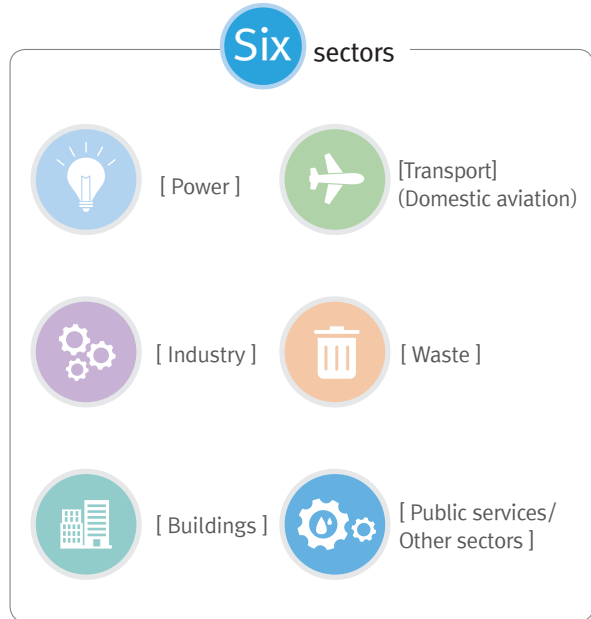 Six sectors
[ Power ]
[Transport]
(Domestic aviation)
[ Industry ]
[ Waste ]
[ Buildings ]
[ Public services/
Other sectors ]